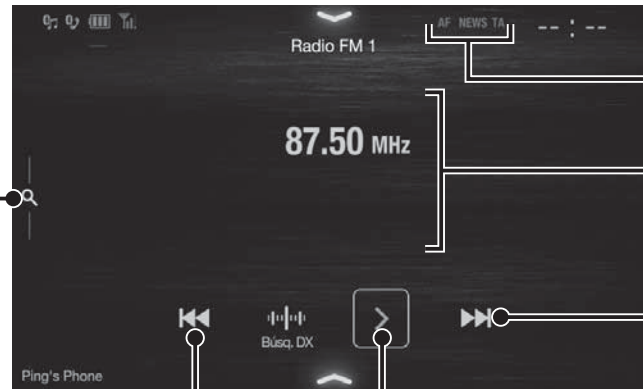 AF NEWS TA
-- : --
Radio FM 1
87.50 MHz
Búsq. DX
Ping's Phone